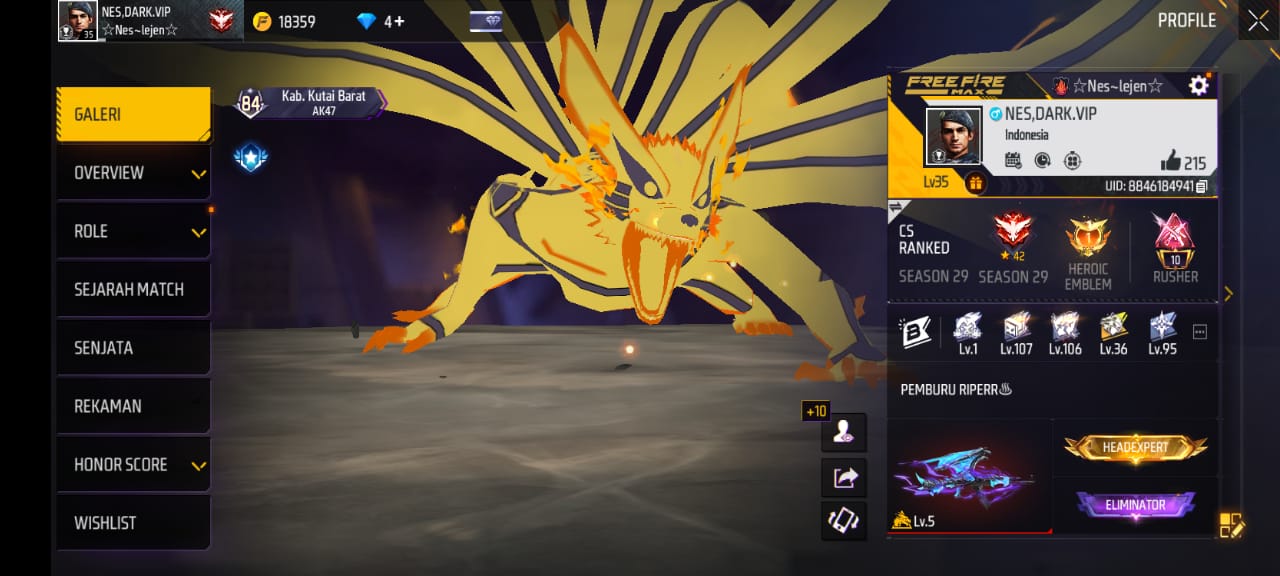 NES,DARK.VIP
☆Nes~lejen☆
35
18359
4+
PROFILE
GALERI
OVERVIEW
ROLE
SEJARAH MATCH
SENJATA
REKAMAN
HONOR SCORE
WISHLIST
84
Kab. Kutai Barat
AK47
+10
FREE FIRE
MAX
☆Nes~lejen☆
NES,DARK.VIP
Indonesia
215
Lv35
UID: 8846184941
CS
RANKED
SEASON 29
42
SEASON 29
HEROIC
EMBLEM
10
RUSHER
B
Lv.1
Lv.107
Lv.106
Lv.36
Lv.95
PEMBURU RIPERR♨
Lv.5
HEADEXPERT
ELIMINATOR